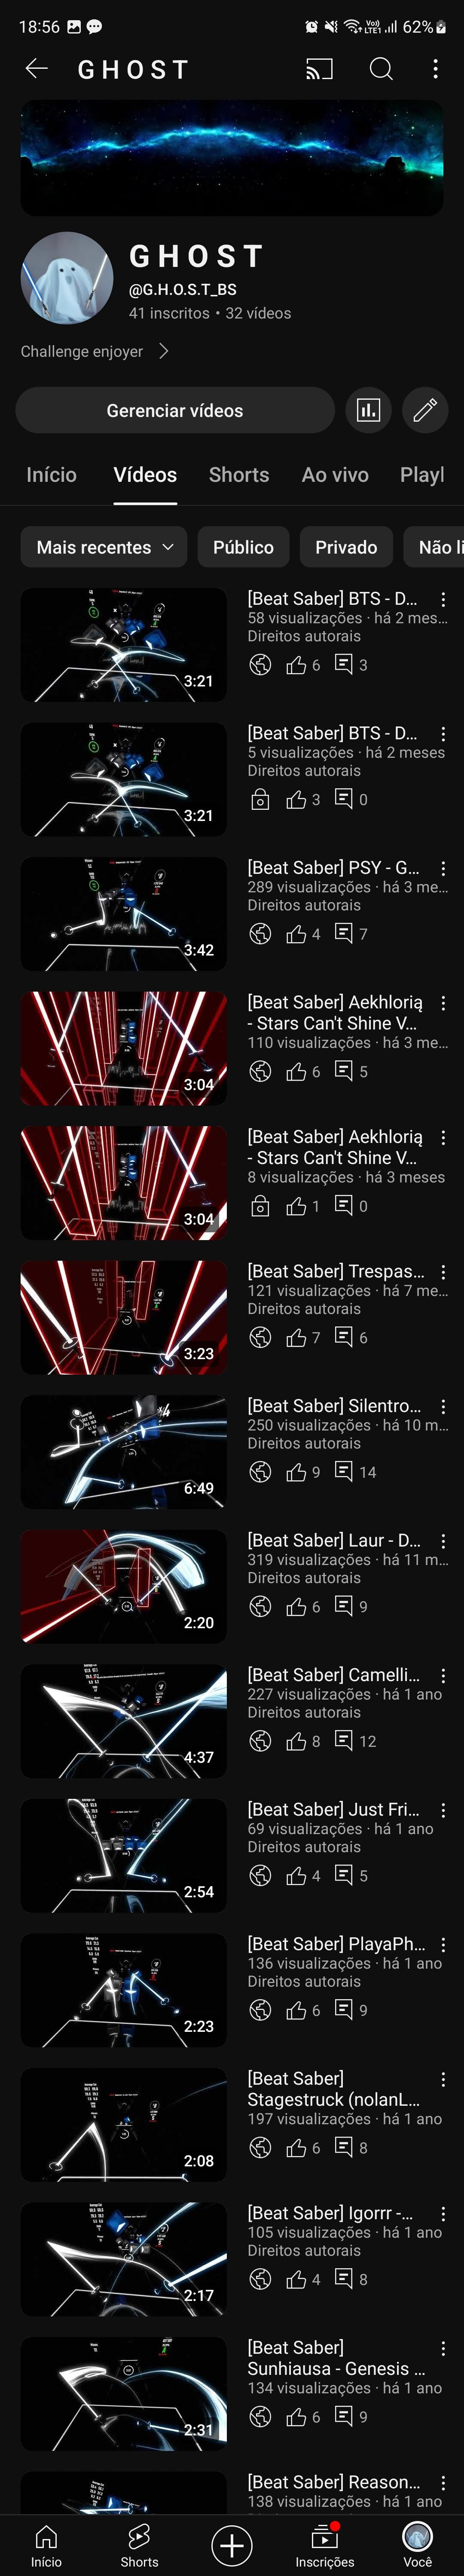 18:56
Vo)) LTE1 62%
G H O S T
G H O S T
@G.H.O.S.T_BS
41 inscritos • 32 vídeos
Challenge enjoyer
Gerenciar vídeos
Início Vídeos Shorts Ao vivo Playl
Mais recentes Público Privado Não li
[Beat Saber] BTS - D...
58 visualizações · há 2 mes...
Direitos autorais
6 3
3:21
[Beat Saber] BTS - D...
5 visualizações · há 2 meses
Direitos autorais
3 0
3:21
[Beat Saber] PSY - G...
289 visualizações · há 3 me...
Direitos autorais
4 7
3:42
[Beat Saber] Aekhloria̧
- Stars Can't Shine V...
110 visualizações · há 3 me...
6 5
3:04
[Beat Saber] Aekhloria̧
- Stars Can't Shine V...
8 visualizações · há 3 meses
1 0
3:04
[Beat Saber] Trespas...
121 visualizações · há 7 me...
Direitos autorais
7 6
3:23
[Beat Saber] Silentro...
250 visualizações · há 10 m...
Direitos autorais
9 14
6:49
[Beat Saber] Laur - D...
319 visualizações · há 11 m...
Direitos autorais
6 9
2:20
[Beat Saber] Camelli...
227 visualizações · há 1 ano
Direitos autorais
8 12
4:37
[Beat Saber] Just Fri...
69 visualizações · há 1 ano
Direitos autorais
4 5
2:54
[Beat Saber] PlayaPh...
136 visualizações · há 1 ano
Direitos autorais
6 9
2:23
[Beat Saber]
Stagestruck (nolanL...
197 visualizações · há 1 ano
6 8
2:08
[Beat Saber] Igorrr -...
105 visualizações · há 1 ano
Direitos autorais
4 8
2:17
[Beat Saber]
Sunhiausa - Genesis ...
134 visualizações · há 1 ano
6 9
2:31
[Beat Saber] Reason...
138 visualizações · há 1 ano
Início Shorts Inscrições Você